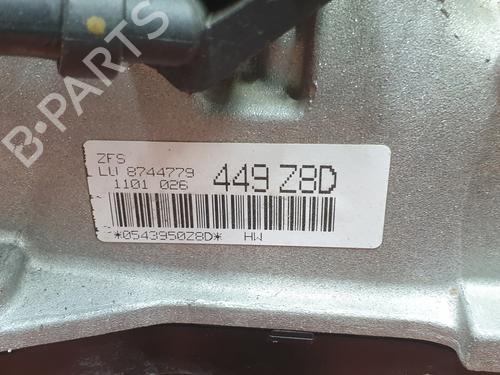 B-PARTS
ZFS
LU 8744779
1101 026
449 Z8D
*0543950Z8D* HW